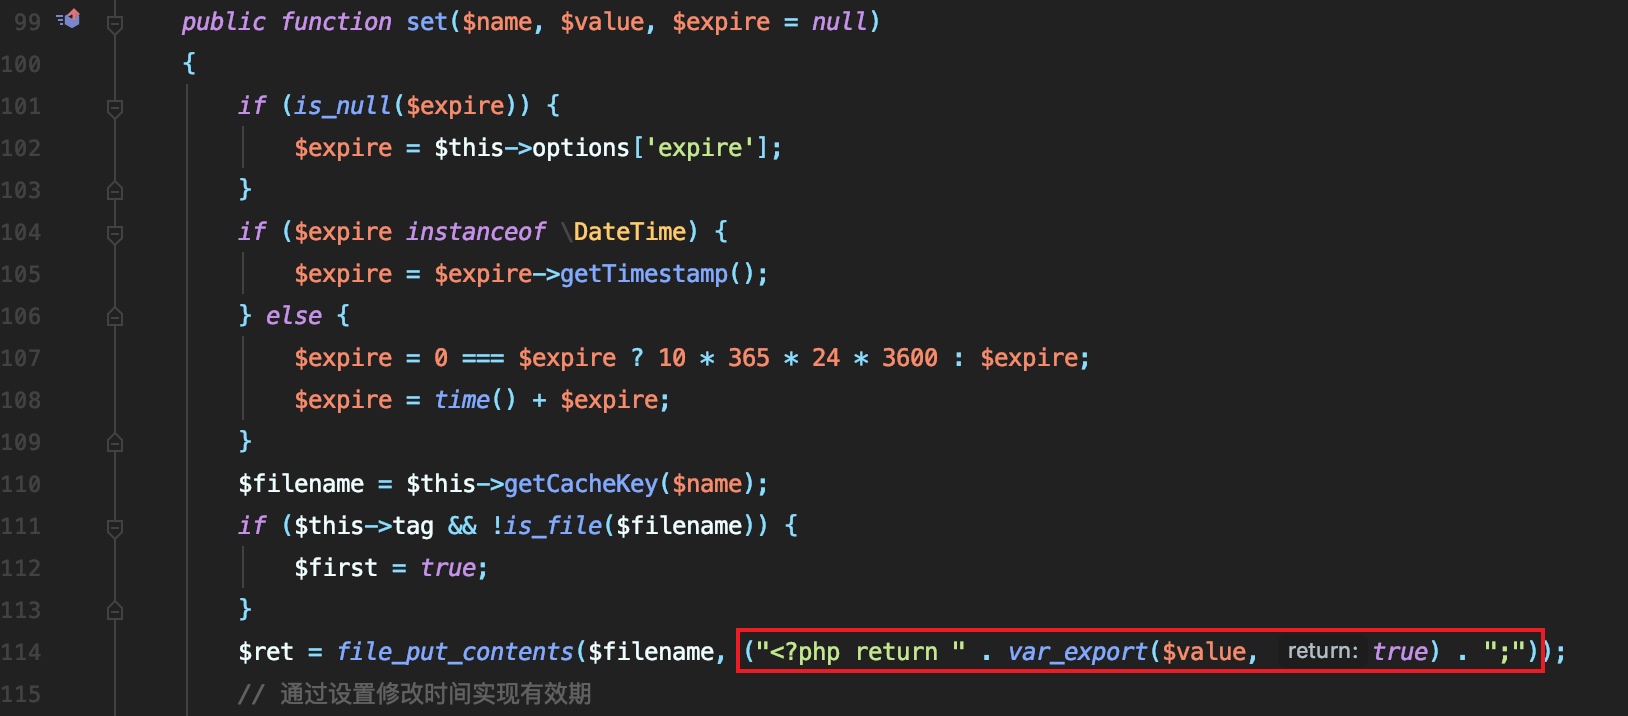 99 public function set($name, $value, $expire = null)
100 {
101 if (is_null($expire)) {
102 $expire = $this->options['expire'];
103 }
104 if ($expire instanceof \DateTime) {
105 $expire = $expire->getTimestamp();
106 } else {
107 $expire = 0 === $expire ? 10 * 365 * 24 * 3600 : $expire;
108 $expire = time() + $expire;
109 }
110 $filename = $this->getCacheKey($name);
111 if ($this->tag && !is_file($filename)) {
112 $first = true;
113 }
114 $ret = file_put_contents($filename, ("<?php return " . var_export($value, return: true) . ";"));
115 // 通过设置修改时间实现有效期